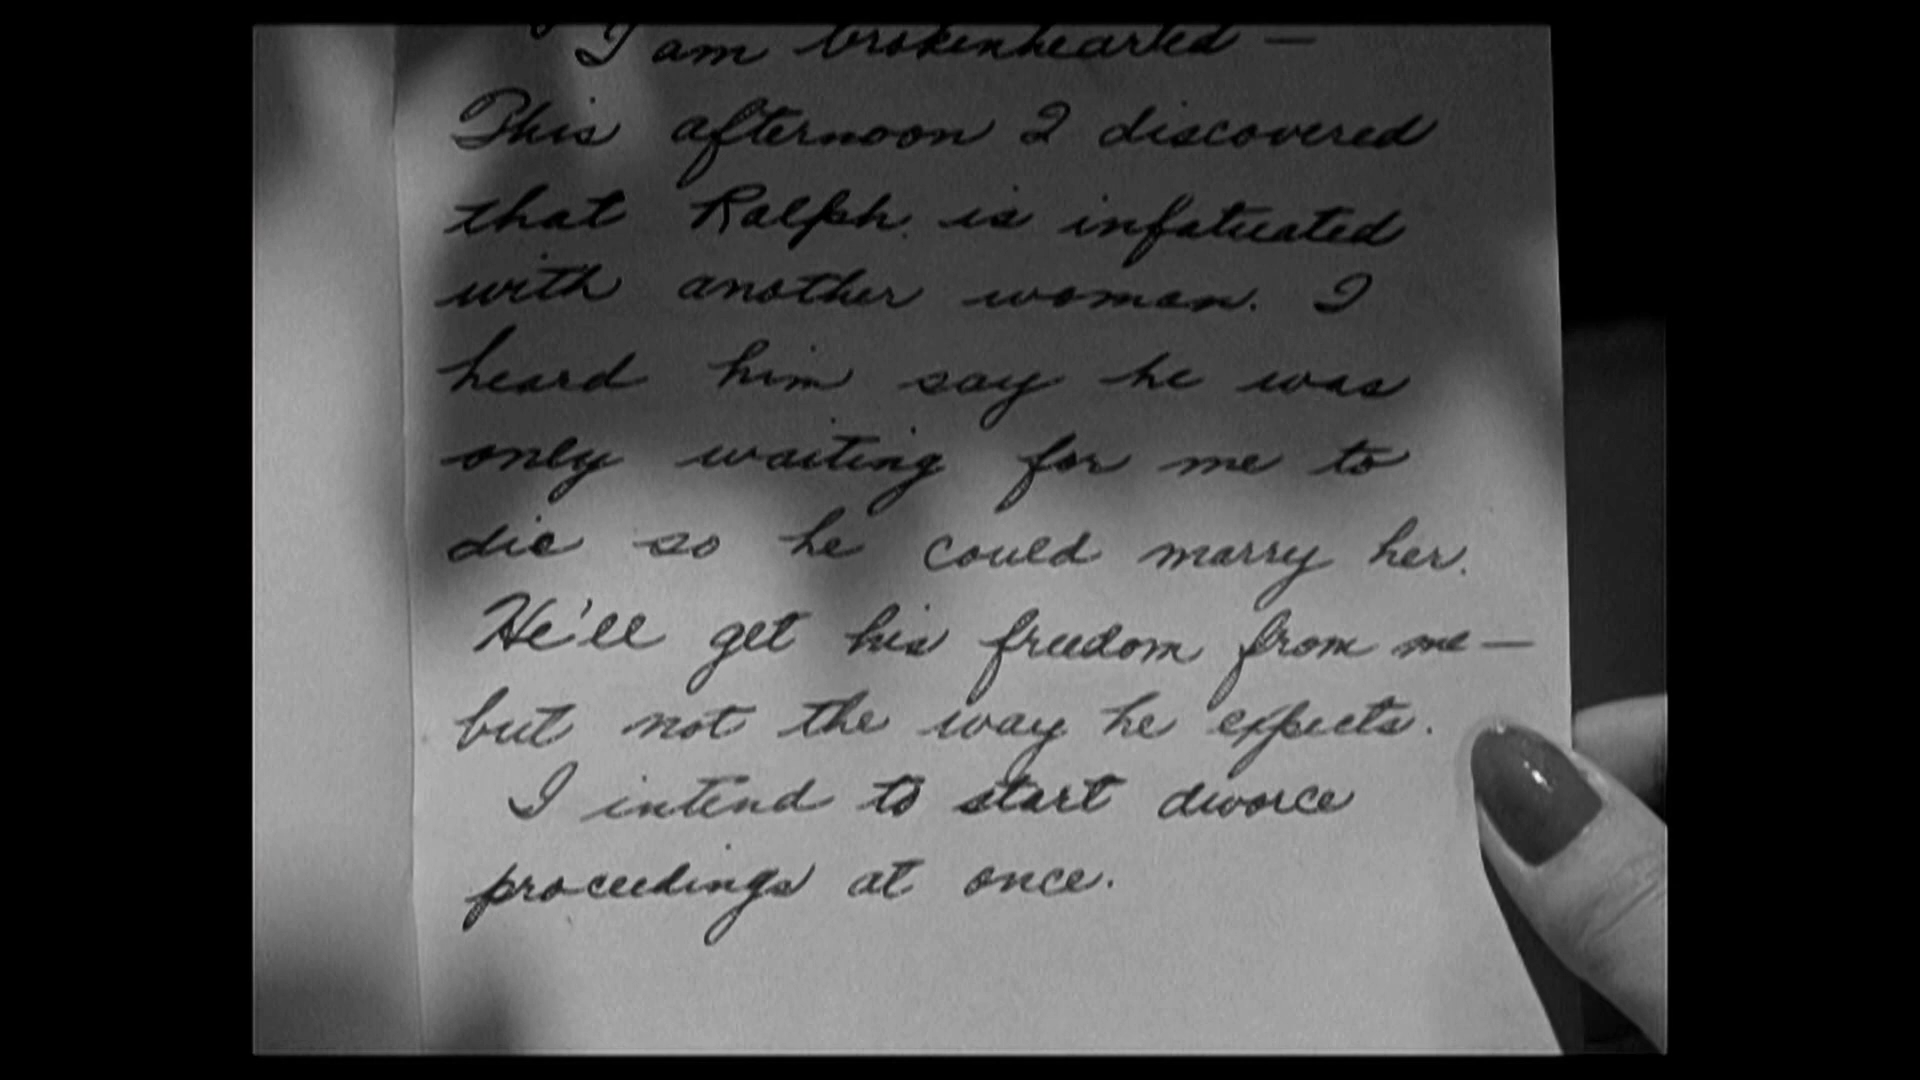 I am brokenhearted —
This afternoon I discovered
that Ralph is infatuated
with another woman. I
heard him say he was
only waiting for me to
die so he could marry her.
He'll get his freedom from me —
but not the way he expects.
I intend to start divorce
proceedings at once.